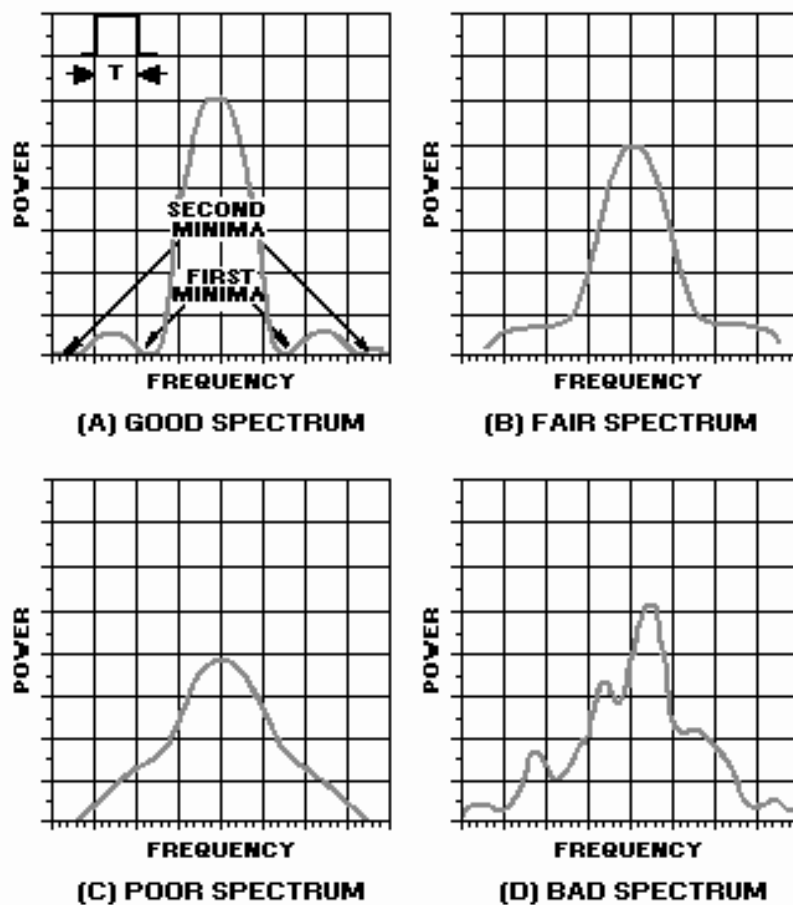 T
POWER
SECOND
MINIMA
FIRST
MINIMA
FREQUENCY
(A) GOOD SPECTRUM
POWER
FREQUENCY
(B) FAIR SPECTRUM
POWER
FREQUENCY
(C) POOR SPECTRUM
POWER
FREQUENCY
(D) BAD SPECTRUM